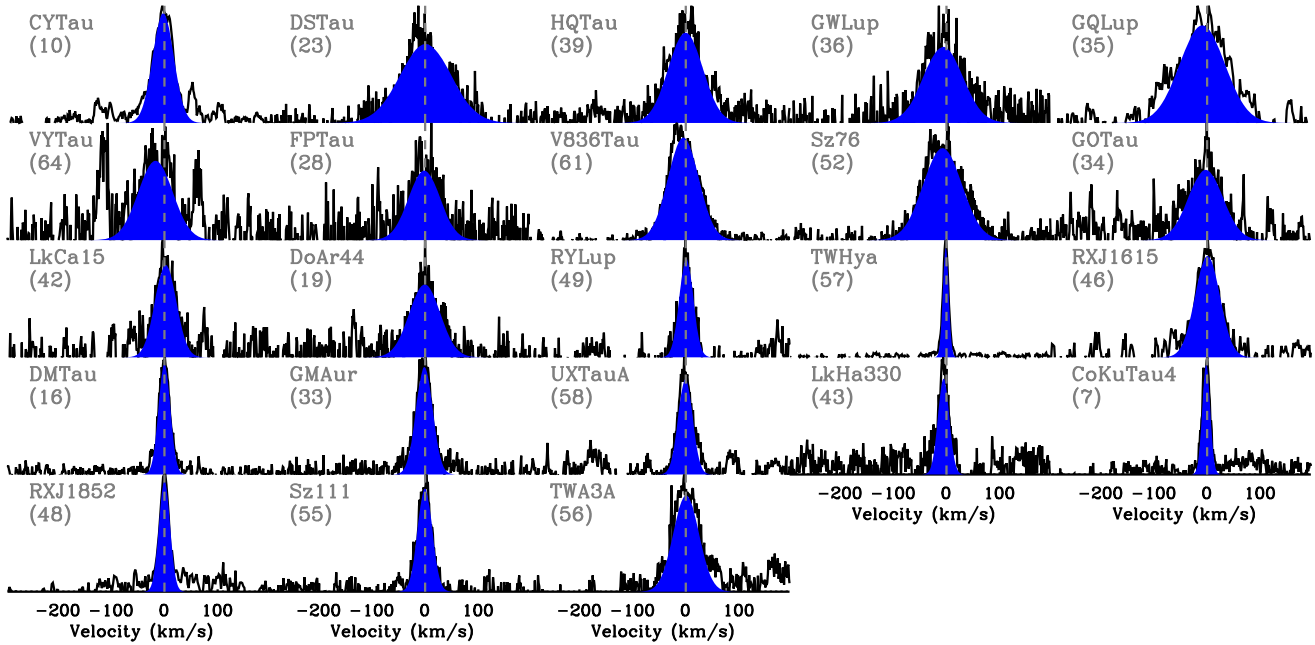 CYTau
(10)
DSTau
(23)
HQTau
(39)
GWLup
(36)
GQLup
(35)
VYTau
(64)
FPTau
(28)
V836Tau
(61)
Sz76
(52)
GOTau
(34)
LkCa15
(42)
DoAr44
(19)
RYLup
(49)
TWHya
(57)
RXJ1615
(46)
DMTau
(16)
GMAur
(33)
UXTauA
(58)
LkHa330
(43)
CoKuTau4
(7)
-200 -100 0 100
Velocity (km/s)
-200 -100 0 100
Velocity (km/s)
RXJ1852
(48)
Sz111
(55)
TWA3A
(56)
-200 -100 0 100
Velocity (km/s)
-200 -100 0 100
Velocity (km/s)
-200 -100 0 100
Velocity (km/s)